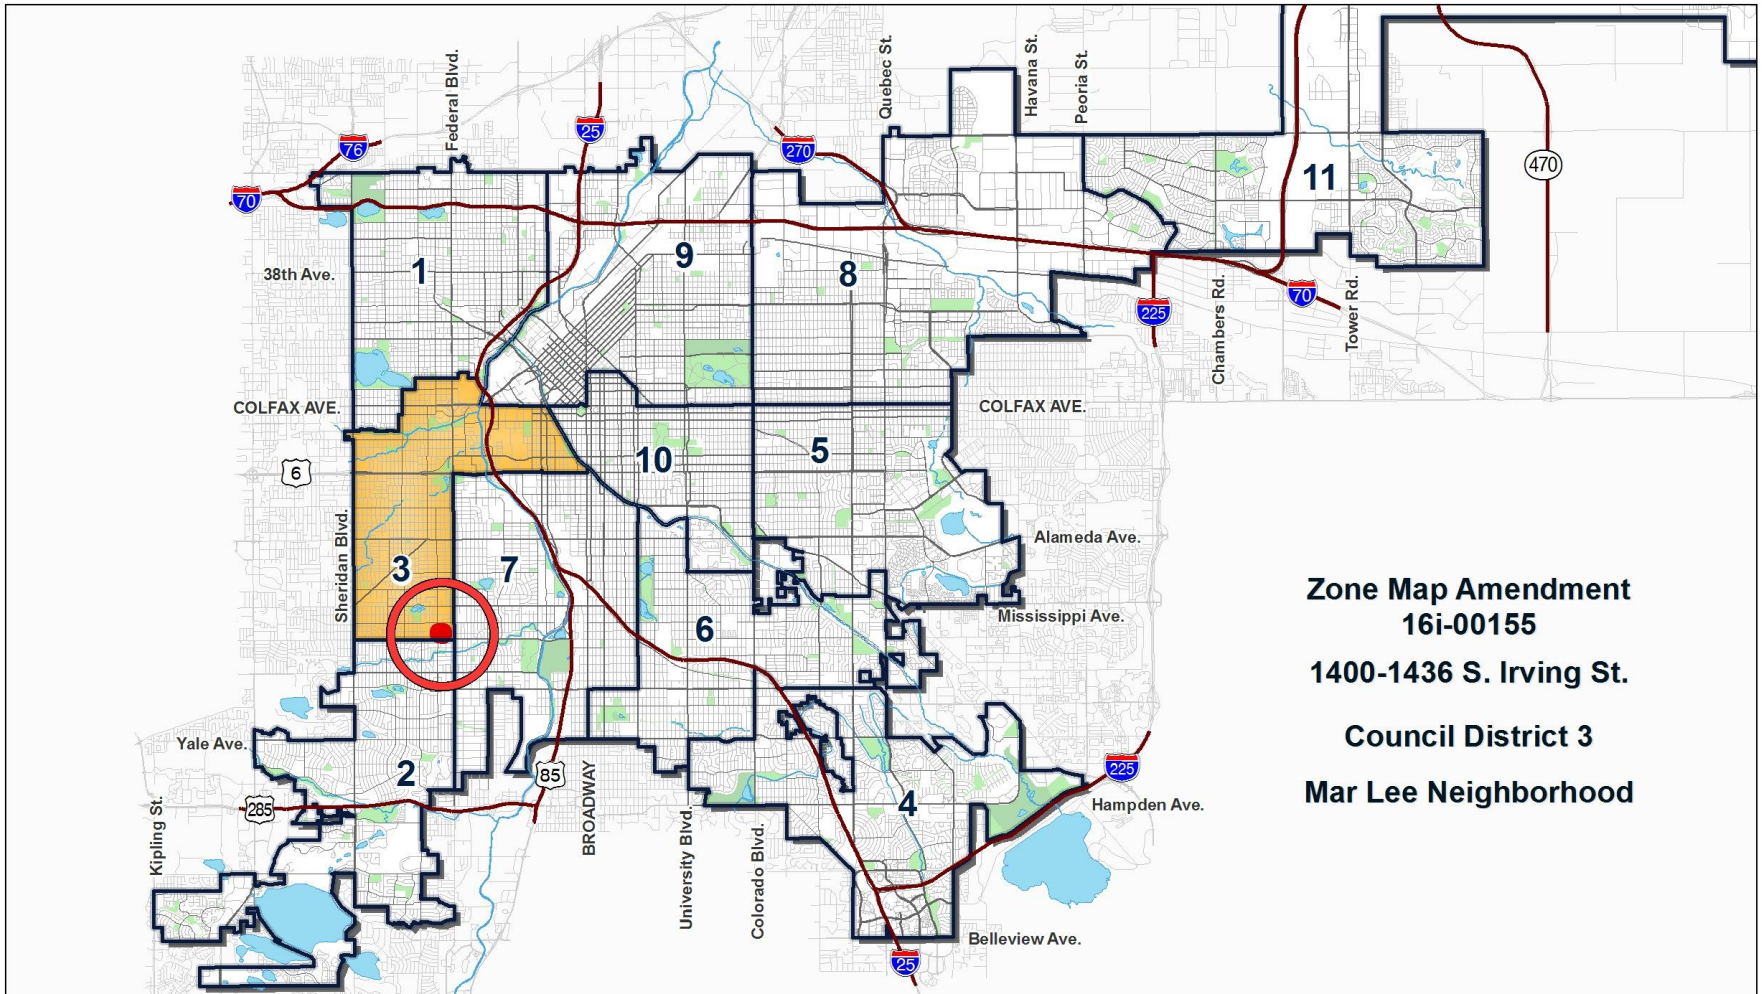 Federal Blvd.
Quebec St.
Havana St.
Peoria St.
76
25
270
70
11
470
38th Ave.
1
9
8
225
70
Chambers Rd.
Tower Rd.
COLFAX AVE.
COLFAX AVE.
6
10
5
Sheridan Blvd.
3
7
Alameda Ave.
6
Mississippi Ave.
Zone Map Amendment
16i-00155
1400-1436 S. Irving St.
Council District 3
Mar Lee Neighborhood
Yale Ave.
2
85
BROADWAY
285
Kipling St.
University Blvd.
Colorado Blvd.
4
225
Hampden Ave.
Belleview Ave.
25